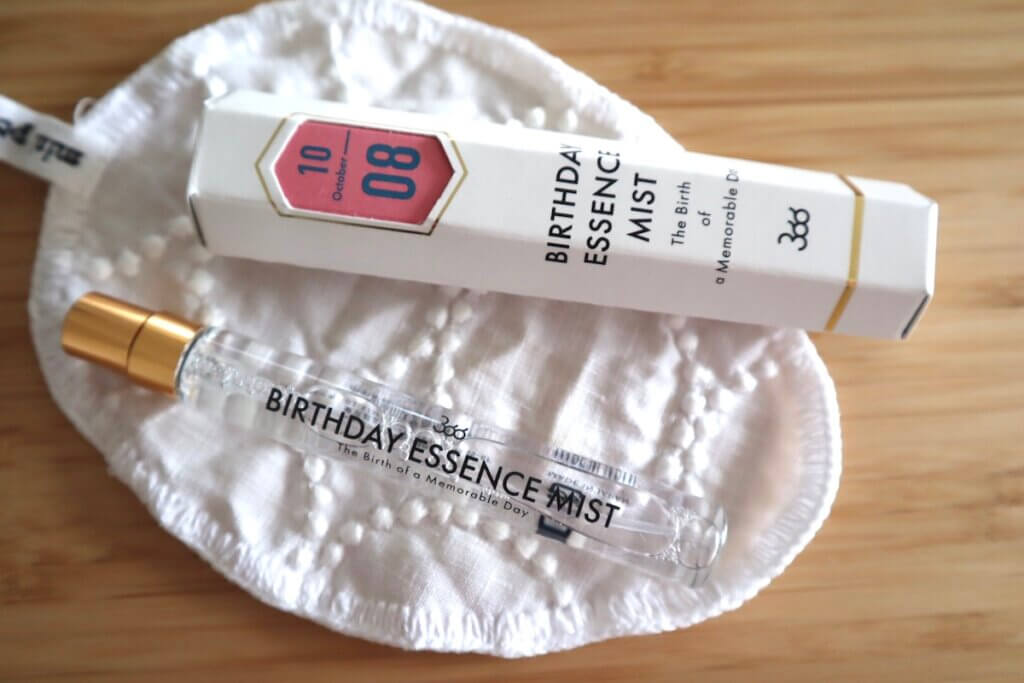 10
October
08
BIRTHDAY
ESSENCE
MIST
The Birth
of
a Memorable
366
366
BIRTHDAY ESSENCE MIST
The Birth of a Memorable Day